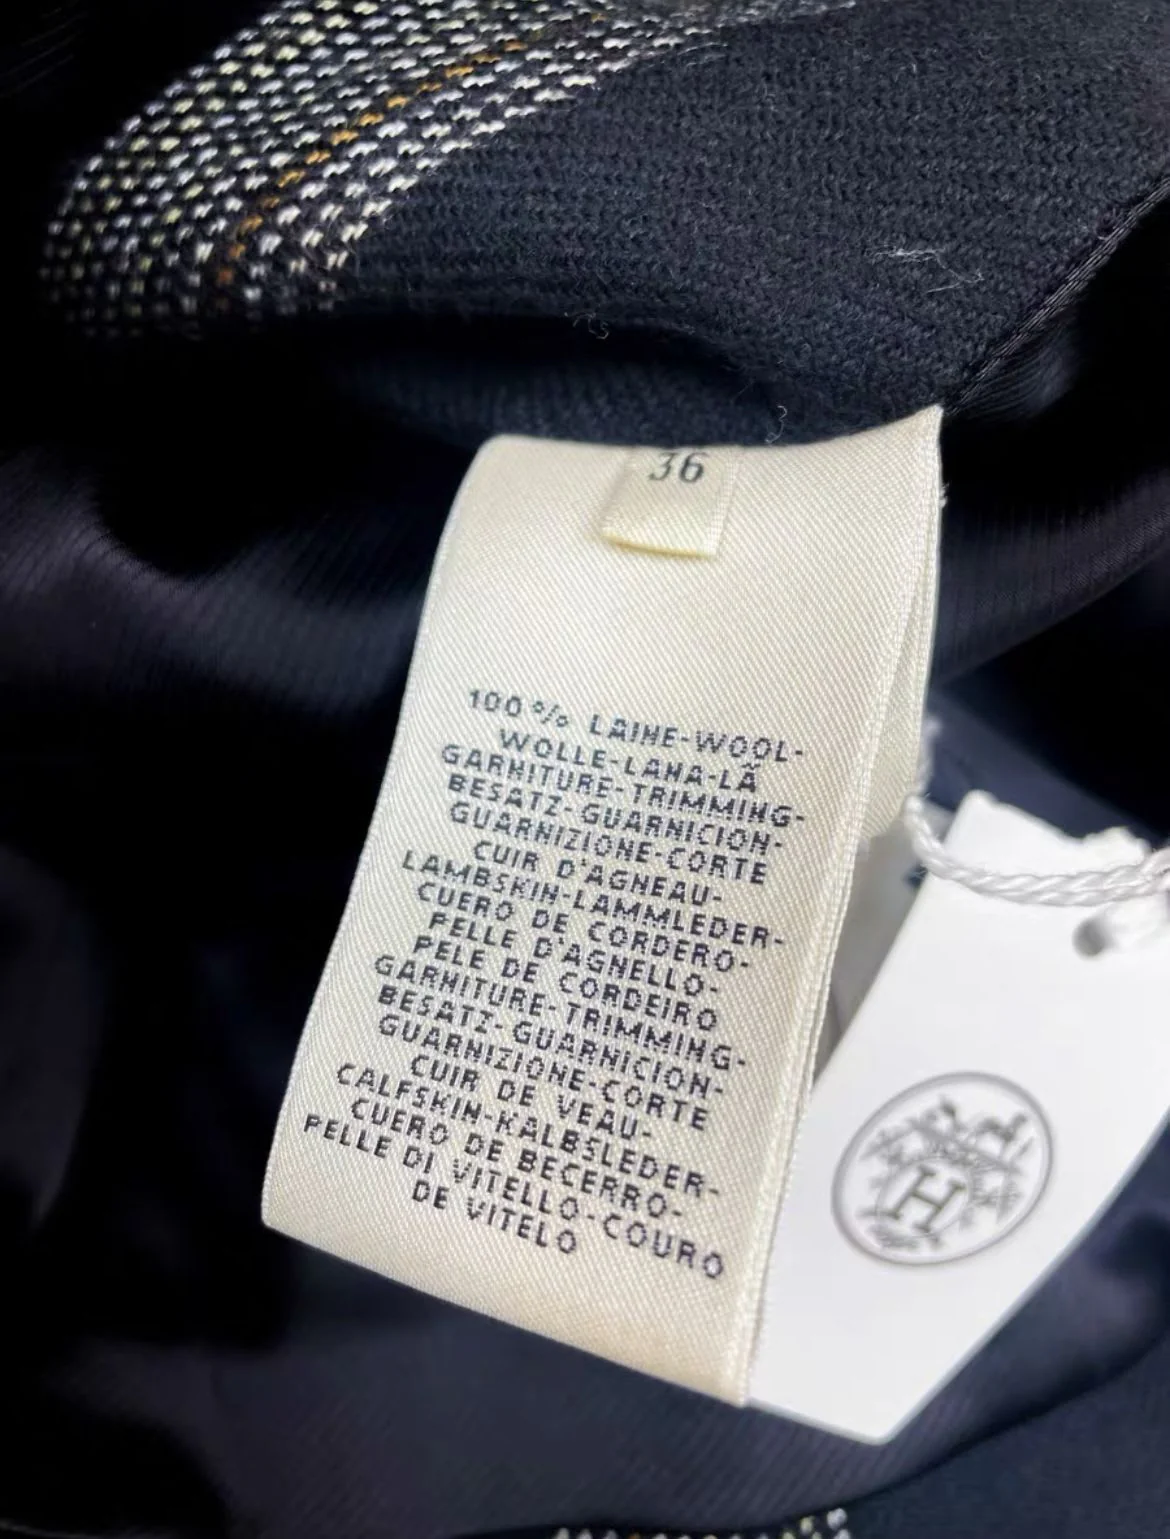 36
100% LAINE-WOOL-
WOLLE-LANA-LÃ
GARNITURE-TRIMMING-
BESATZ-GUARNICION-
GUARNIZIONE-CORTE
CUIR D'AGNEAU-
LAMBSKIN-LAMMLEDER-
CUERO DE CORDERO-
PELLE D'AGNELLO-
PELE DE CORDEIRO
GARNITURE-TRIMMING-
BESATZ-GUARNICION-
GUARNIZIONE-CORTE
CUIR DE VEAU-
CALFSKIN-KALBSLEDER-
CUERO DE BECERRO-
PELLE DI VITELLO-COURO
DE VITELO
H